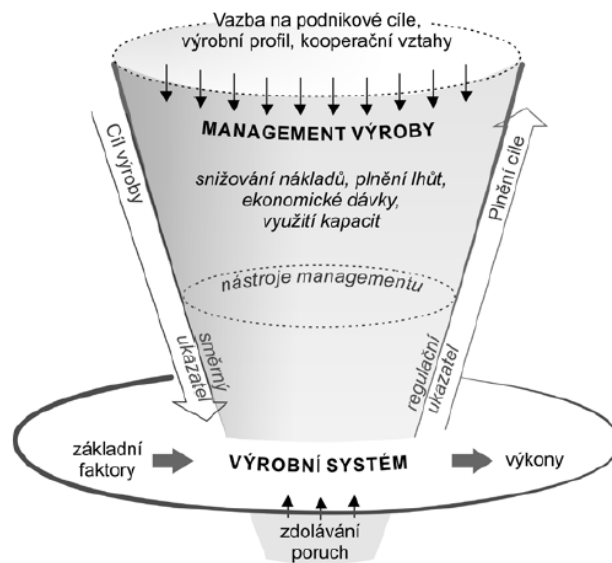 Vazba na podnikové cíle,
výrobní profil, kooperační vztahy
MANAGEMENT VÝROBY
Cíl výroby
Plnění cíle
snižování nákladů, plnění lhůt,
ekonomické dávky,
využití kapacit
nástroje managementu
směrný
ukazatel
regulační
ukazatel
základní
faktory
VÝROBNÍ SYSTÉM
výkony
zdolávání
poruch